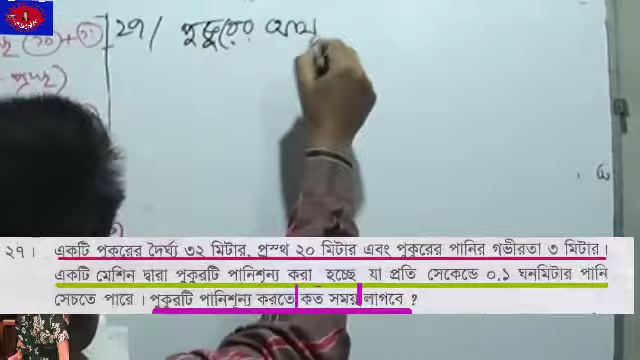 ২৭/ পুকুরের
২৭। একটি পুকুরের দৈর্ঘ্য ৩২ মিটার, প্রস্থ ২০ মিটার এবং পুকুরের পানির গভীরতা ৩ মিটার।
একটি মেশিন দ্বারা পুকুরটি পানিশূন্য করা হচ্ছে যা প্রতি সেকেন্ডে ০.১ ঘনমিটার পানি
সেচতে পারে। পুকুরটি পানিশূন্য করতে কত সময় লাগবে ?